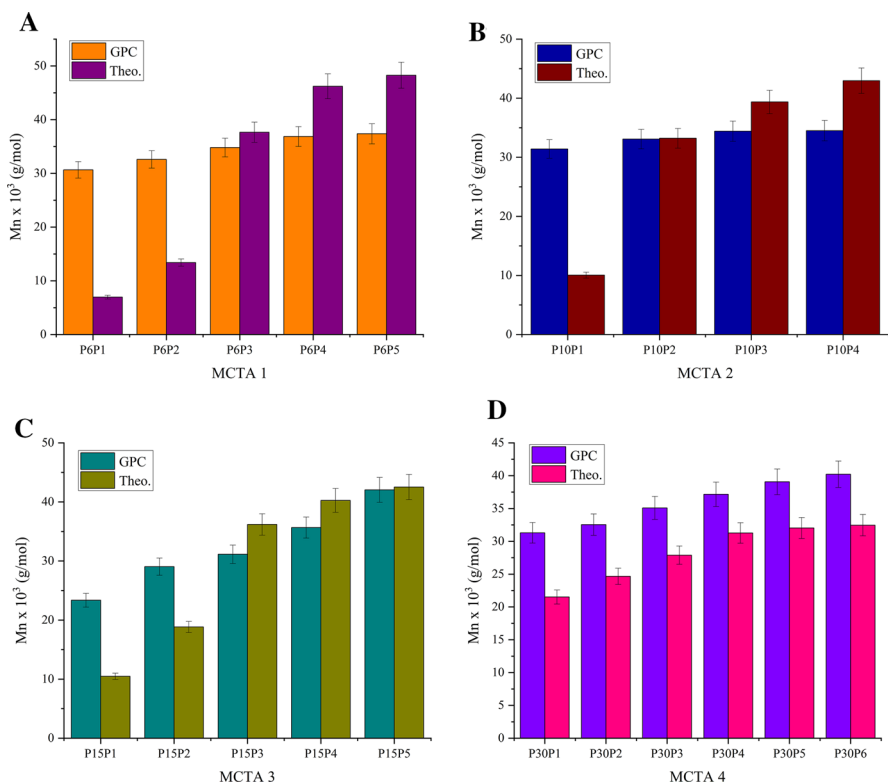 A
GPC
Theo.
50
40
30
20
10
0
Mn x 10³ (g/mol)
P6P1 P6P2 P6P3 P6P4 P6P5
MCTA 1
B
GPC
Theo.
50
40
30
20
10
0
Mn x 10³ (g/mol)
P10P1 P10P2 P10P3 P10P4
MCTA 2
C
GPC
Theo.
50
40
30
20
10
0
Mn x 10³ (g/mol)
P15P1 P15P2 P15P3 P15P4 P15P5
MCTA 3
D
GPC
Theo.
45
40
35
30
25
20
15
10
5
0
Mn x 10³ (g/mol)
P30P1 P30P2 P30P3 P30P4 P30P5 P30P6
MCTA 4